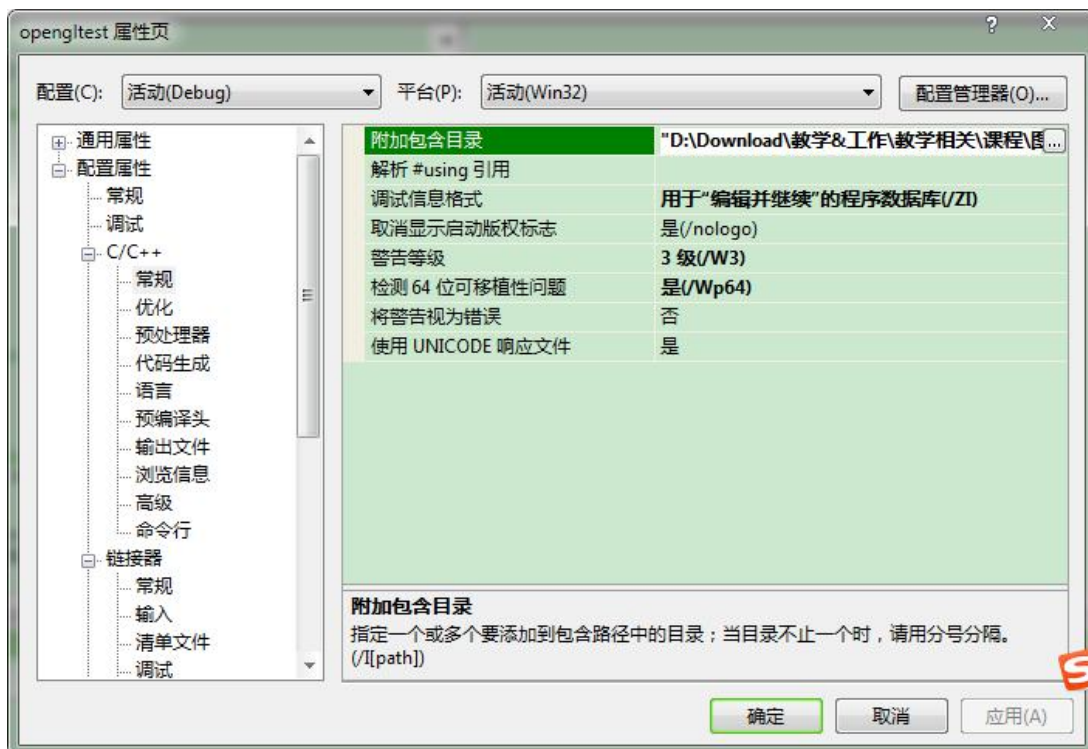 opengltest 属性页
配置(C): 活动(Debug) 平台(P): 活动(Win32) 配置管理器(O)...
通用属性
配置属性
常规
调试
C/C++
常规
优化
预处理器
代码生成
语言
预编译头
输出文件
浏览信息
高级
命令行
链接器
常规
输入
清单文件
调试
附加包含目录 "D:\Download\教学&工作\教学相关\课程\图...
解析 #using 引用
调试信息格式 用于“编辑并继续”的程序数据库(/ZI)
取消显示启动版权标志 是(/nologo)
警告等级 3 级(/W3)
检测 64 位可移植性问题 是(/Wp64)
将警告视为错误 否
使用 UNICODE 响应文件 是
附加包含目录
指定一个或多个要添加到包含路径中的目录；当目录不止一个时，请用分号分隔。
(/I[path])
确定 取消 应用(A)